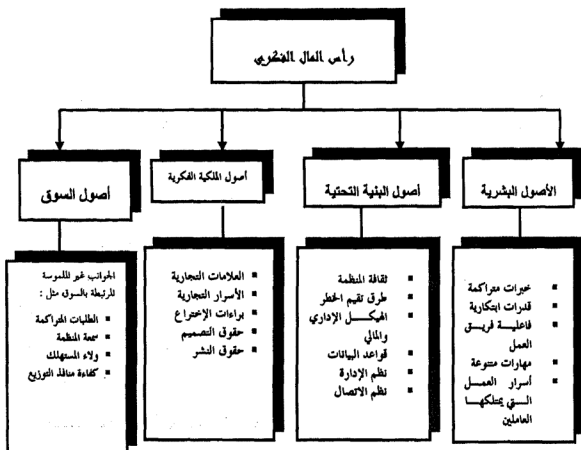 رأس المال الفكري
الأصول البشرية
أصول البنية التحتية
أصول الملكية الفكرية
أصول السوق
▪ خبرات متراكمة
▪ قدرات ابتكارية
▪ فاعلية فريق
العمل
▪ مهارات متنوعة
▪ أسرار العمل
التي يمتلكها
العاملين
▪ ثقافة المنظمة
▪ طرق تقيم الخطر
▪ الهيكل الإداري
والمالي
▪ قواعد البيانات
▪ نظم الإدارة
▪ نظم الاتصال
▪ العلامات التجارية
▪ الأسرار التجارية
▪ براءات الإختراع
▪ حقوق التصميم
▪ حقوق النشر
الجوانب غير الملموسة
المرتبطة بالسوق مثل :
▪ الطلبات المتراكمة
▪ سمعة المنظمة
▪ ولاء المستهلك
▪ كفاءة منافذ التوزيع